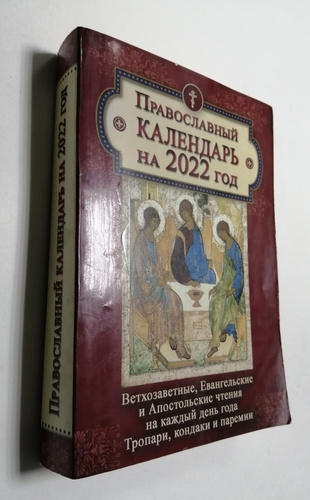 Православный
календарь
на 2022 год
Ветхозаветные, Евангельские
и Апостольские чтения
на каждый день года
Тропари, кондаки и паремии
Православный календарь на 2022 год